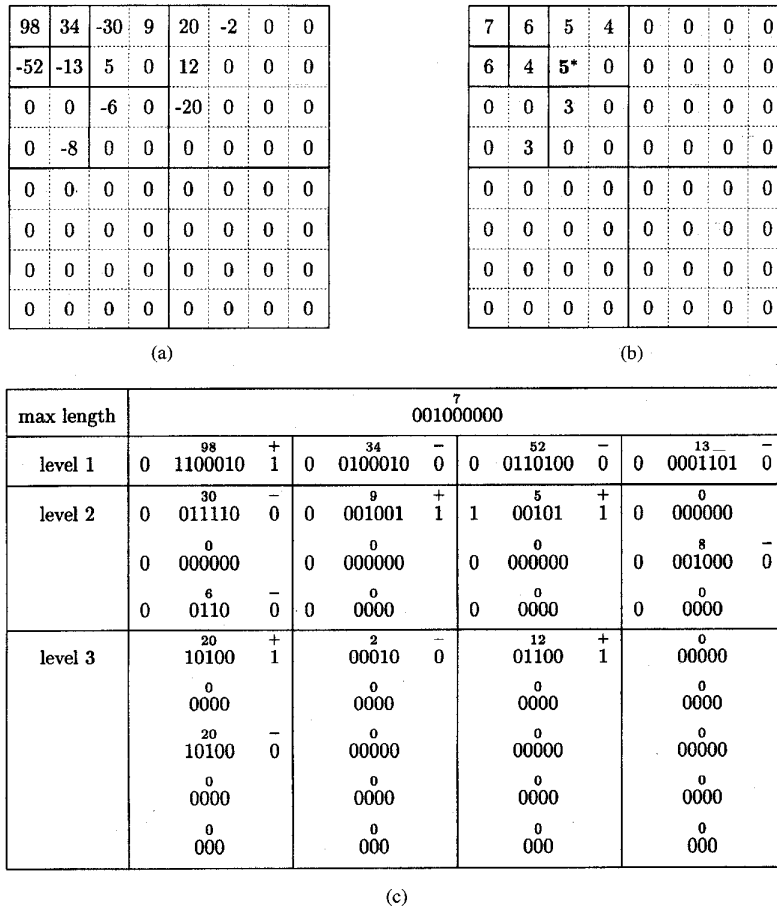 98 34 -30 9 20 -2 0 0
-52 -13 5 0 12 0 0 0
0 0 -6 0 -20 0 0 0
0 -8 0 0 0 0 0 0
0 0 0 0 0 0 0 0
0 0 0 0 0 0 0 0
0 0 0 0 0 0 0 0
0 0 0 0 0 0 0 0
(a)
7 6 5 4 0 0 0 0
6 4 5* 0 0 0 0 0
0 0 3 0 0 0 0 0
0 3 0 0 0 0 0 0
0 0 0 0 0 0 0 0
0 0 0 0 0 0 0 0
0 0 0 0 0 0 0 0
0 0 0 0 0 0 0 0
(b)
7
max length 001000000
98 + 34 − 52 − 13 −
level 1 0 1100010 1 0 0100010 0 0 0110100 0 0 0001101 0
30 − 9 + 5 + 0
level 2 0 011110 0 0 001001 1 1 00101 1 0 000000
0 0 0 8 −
0 000000 0 000000 0 000000 0 001000 0
6 − 0 0 0
0 0110 0 0 0000 0 0000 0 0000
20 + 2 − 12 + 0
level 3 10100 1 00010 0 01100 1 00000
0 0 0 0
0000 0000 0000 0000
20 − 0 0 0
10100 0 00000 00000 00000
0 0 0 0
0000 0000 0000 0000
0 0 0 0
000 000 000 000
(c)